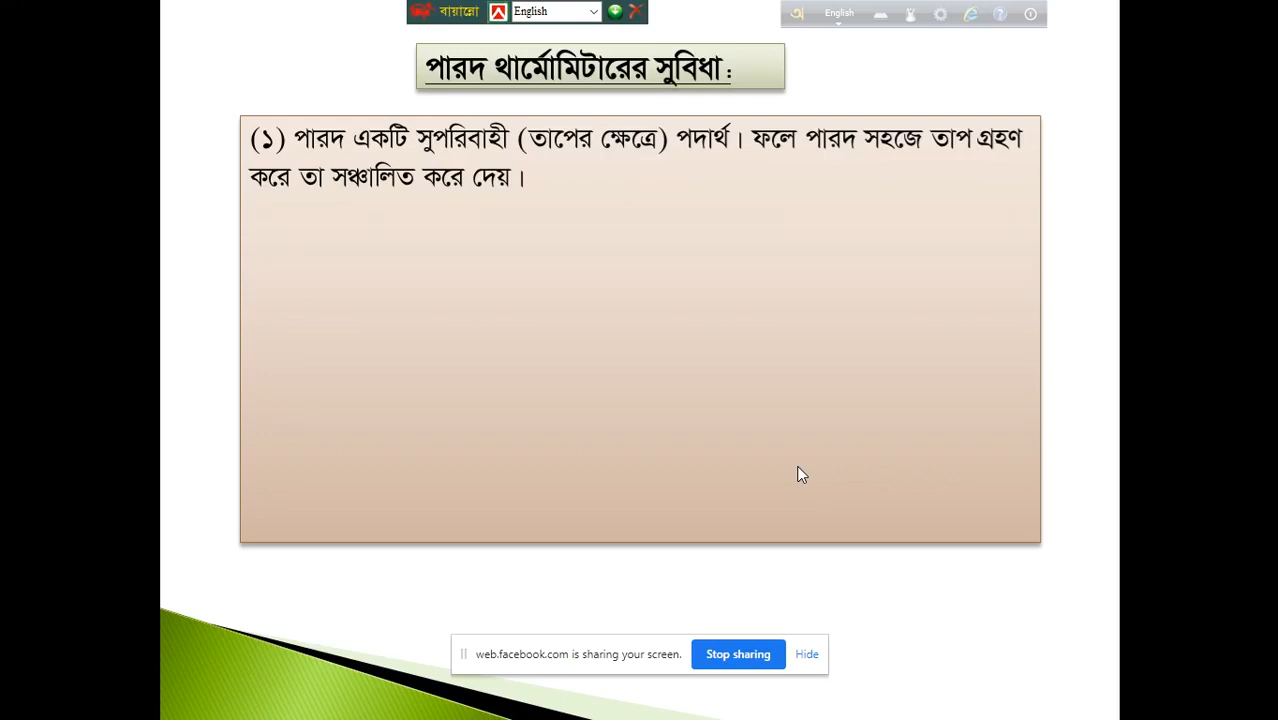 বায়ান্নো
English
English
পারদ থার্মোমিটারের সুবিধা :
(১) পারদ একটি সুপরিবাহী (তাপের ক্ষেত্রে) পদার্থ। ফলে পারদ সহজে তাপ গ্রহণ
করে তা সঞ্চালিত করে দেয়।
web.facebook.com is sharing your screen.
Stop sharing
Hide